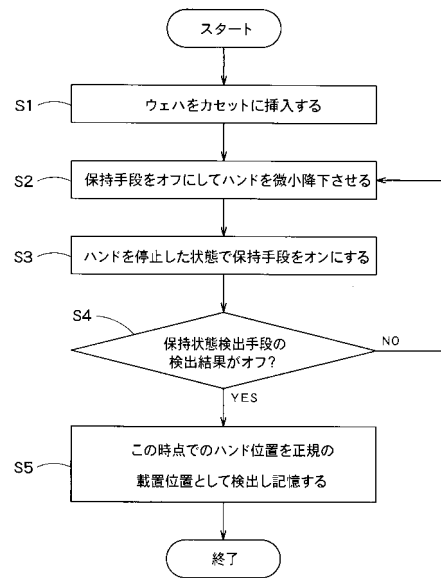 スタート
S1
ウェハをカセットに挿入する
S2
保持手段をオフにしてハンドを微小降下させる
S3
ハンドを停止した状態で保持手段をオンにする
S4
保持状態検出手段の
検出結果がオフ?
NO
YES
S5
この時点でのハンド位置を正規の
載置位置として検出し記憶する
終了